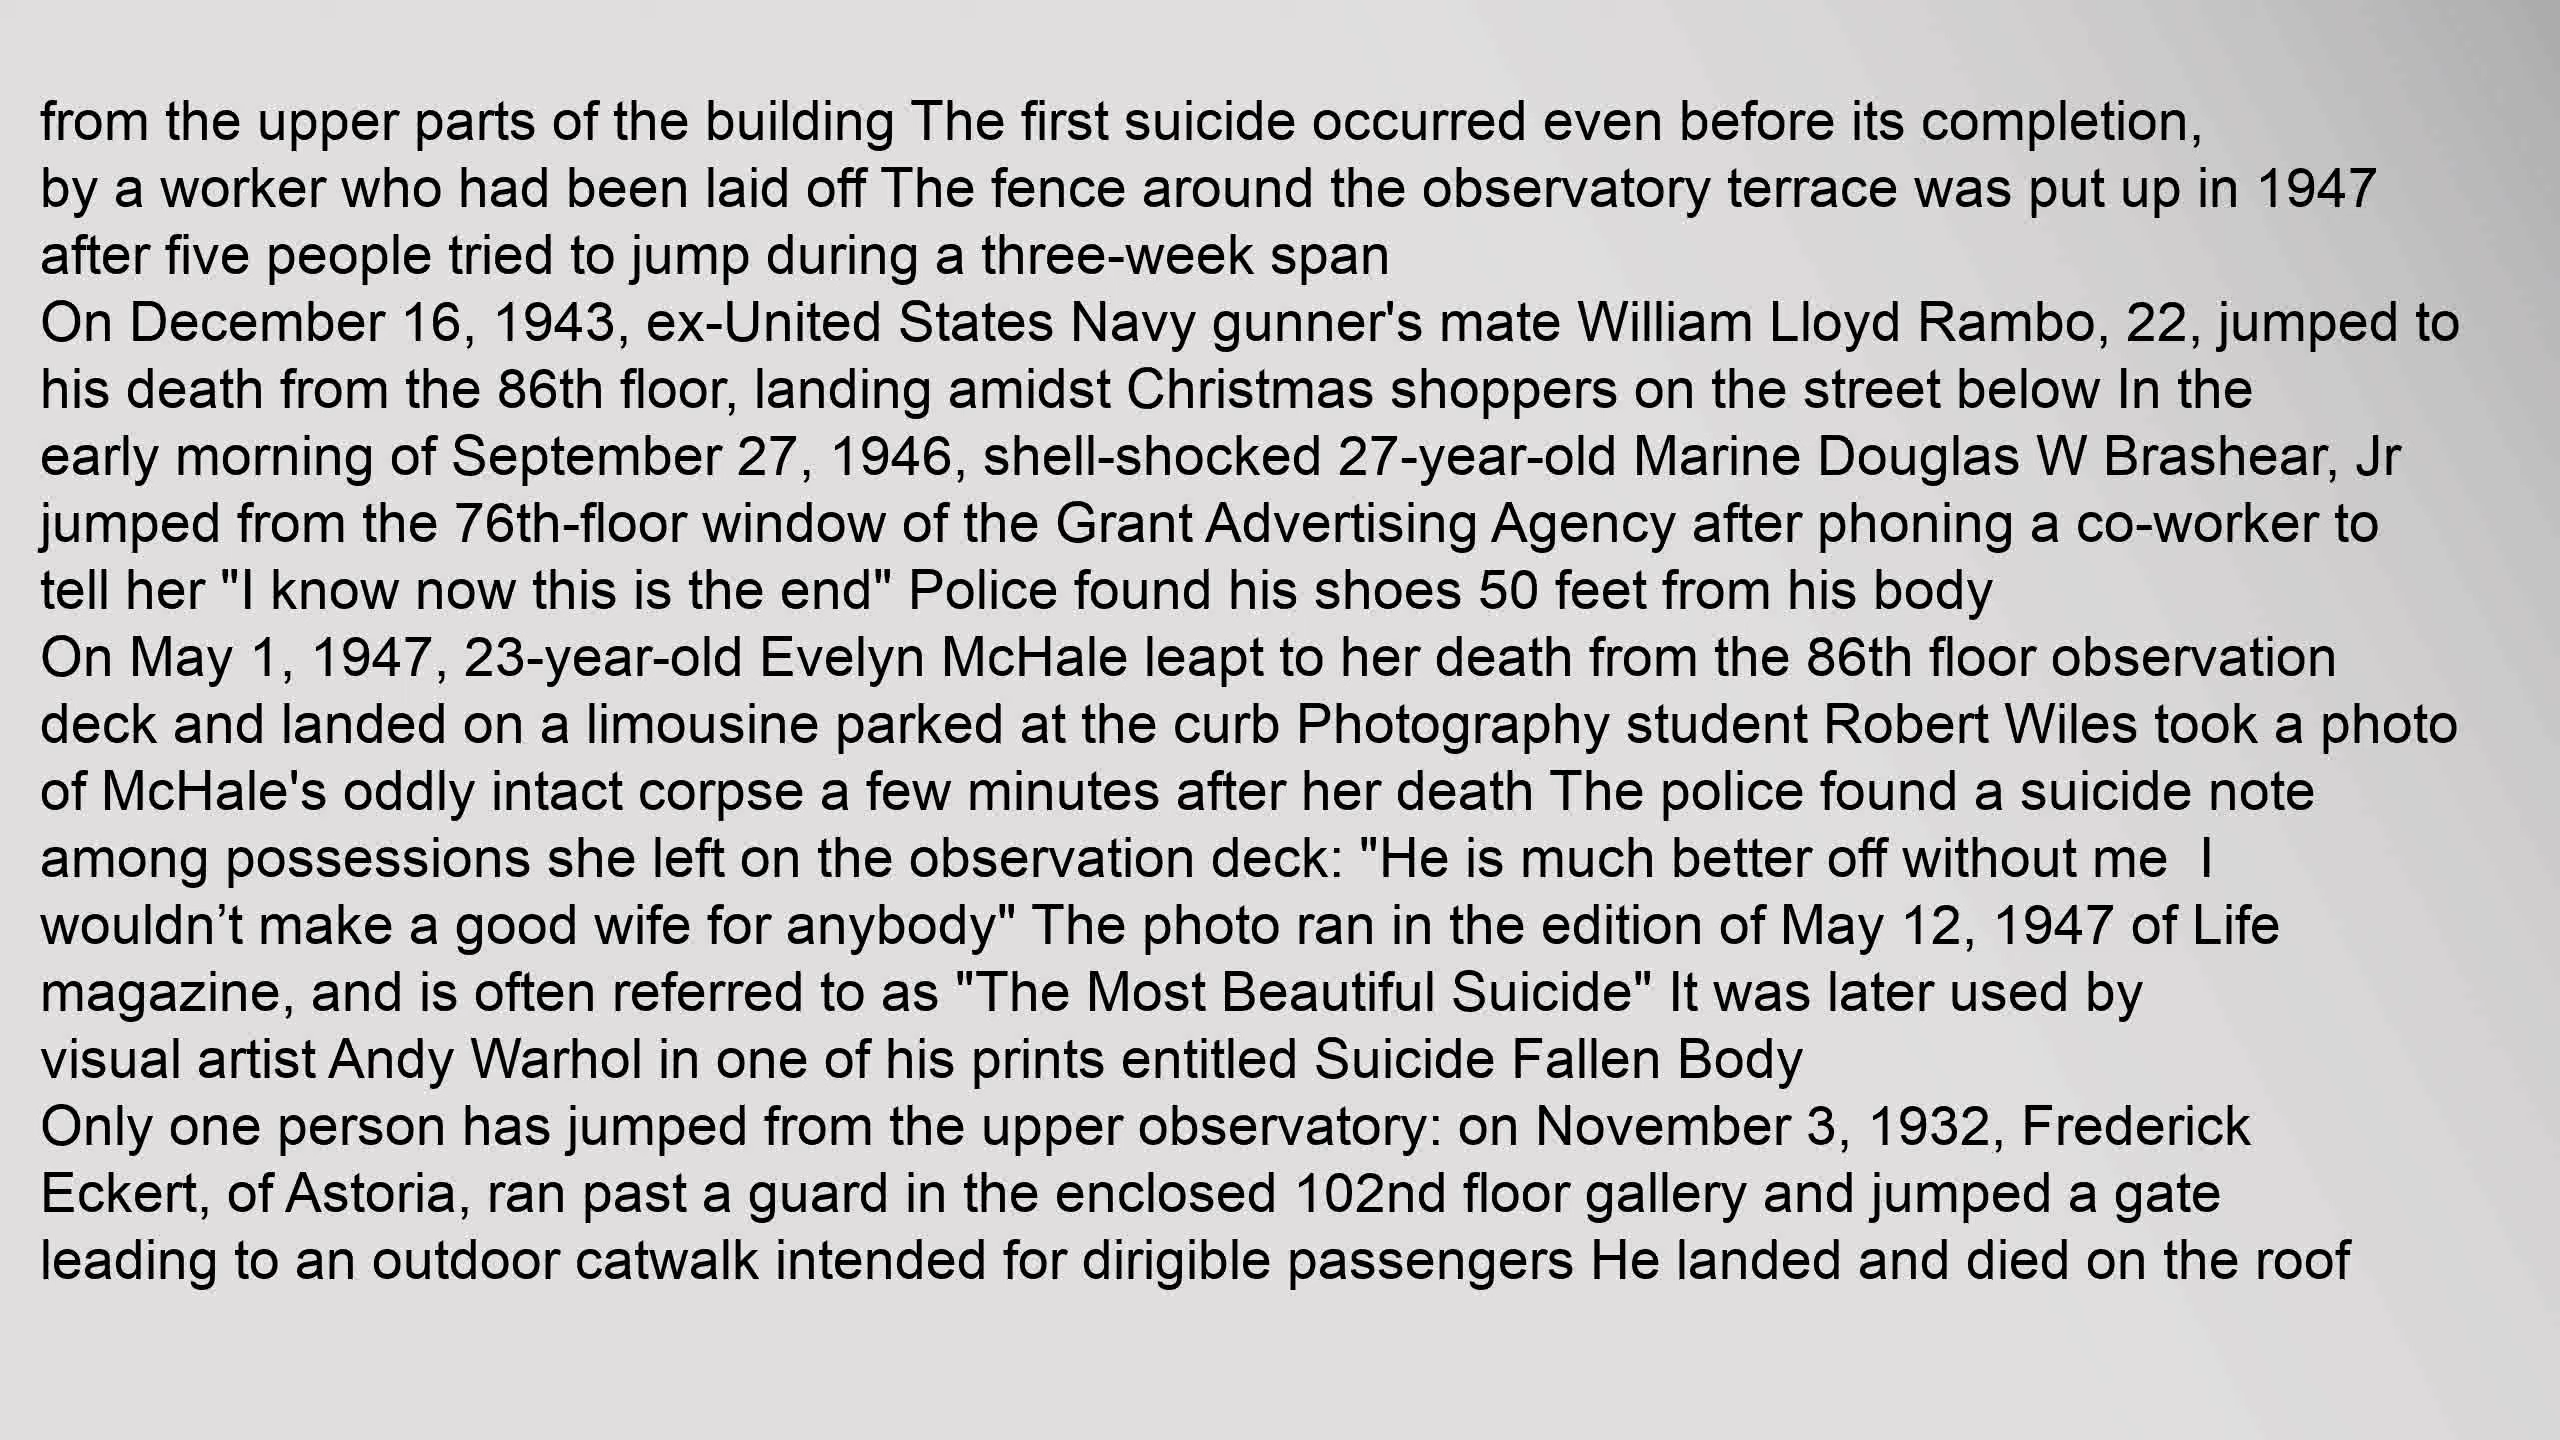 from the upper parts of the building The first suicide occurred even before its completion,
by a worker who had been laid off The fence around the observatory terrace was put up in 1947
after five people tried to jump during a three-week span
On December 16, 1943, ex-United States Navy gunner's mate William Lloyd Rambo, 22, jumped to
his death from the 86th floor, landing amidst Christmas shoppers on the street below In the
early morning of September 27, 1946, shell-shocked 27-year-old Marine Douglas W Brashear, Jr
jumped from the 76th-floor window of the Grant Advertising Agency after phoning a co-worker to
tell her "I know now this is the end" Police found his shoes 50 feet from his body
On May 1, 1947, 23-year-old Evelyn McHale leapt to her death from the 86th floor observation
deck and landed on a limousine parked at the curb Photography student Robert Wiles took a photo
of McHale's oddly intact corpse a few minutes after her death The police found a suicide note
among possessions she left on the observation deck: "He is much better off without me  I
wouldn’t make a good wife for anybody" The photo ran in the edition of May 12, 1947 of Life
magazine, and is often referred to as "The Most Beautiful Suicide" It was later used by
visual artist Andy Warhol in one of his prints entitled Suicide Fallen Body
Only one person has jumped from the upper observatory: on November 3, 1932, Frederick
Eckert, of Astoria, ran past a guard in the enclosed 102nd floor gallery and jumped a gate
leading to an outdoor catwalk intended for dirigible passengers He landed and died on the roof